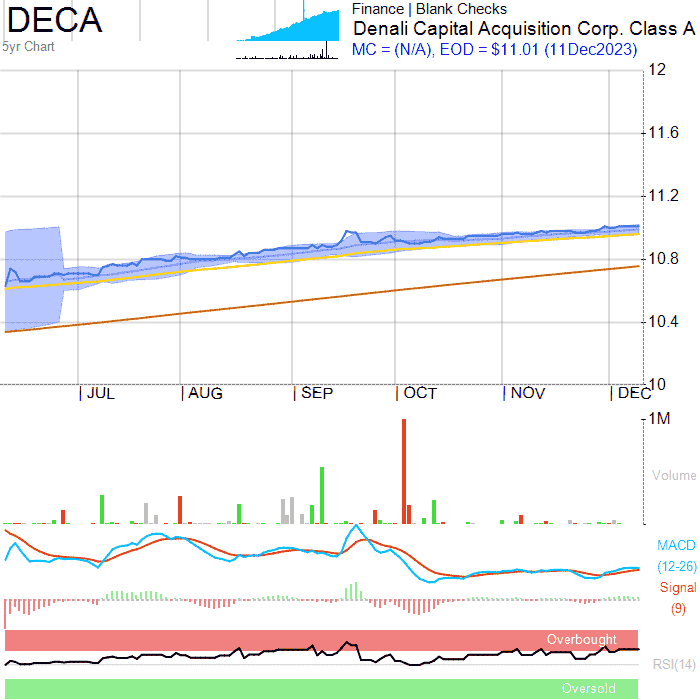 DECA
5yr Chart
Finance | Blank Checks
Denali Capital Acquisition Corp. Class A
MC = (N/A), EOD = $11.01 (11Dec2023)
12
11.6
11.2
10.8
10.4
10
| JUL | AUG | SEP | OCT | NOV | DEC
1M
Volume
MACD
(12-26)
Signal
(9)
Overbought
RSI(14)
Oversold